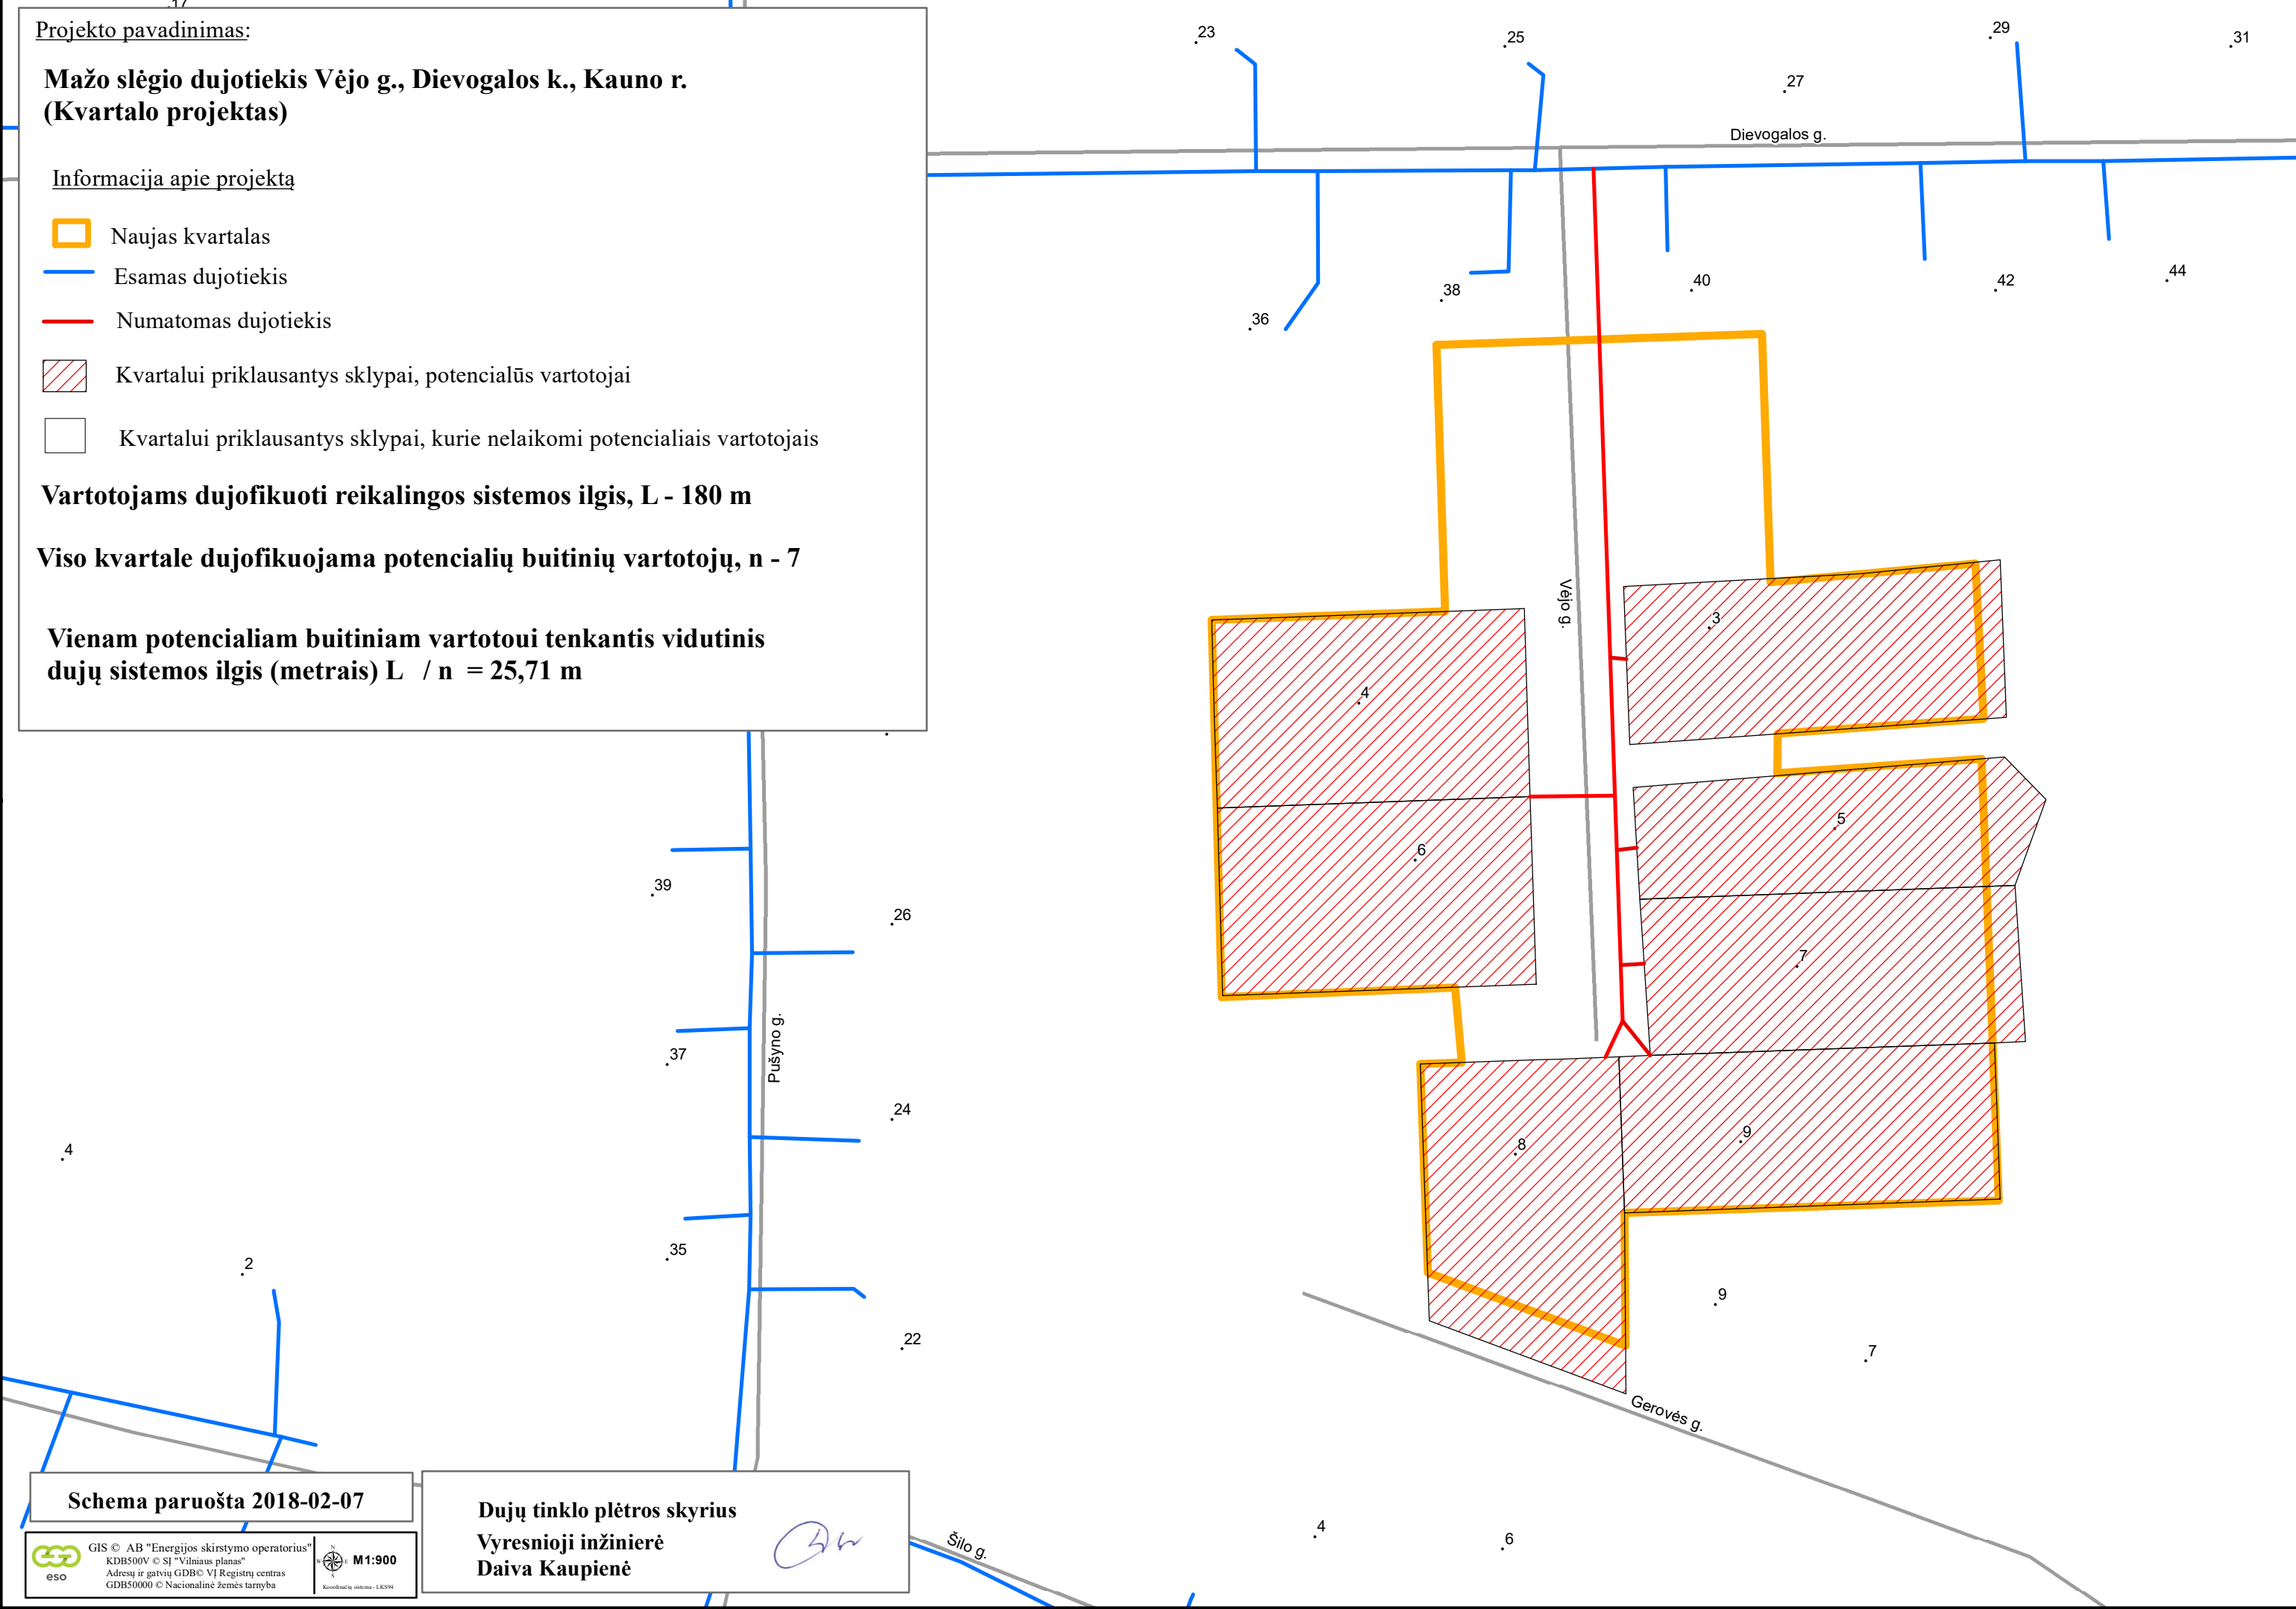 17
Projekto pavadinimas:
Mažo slėgio dujotiekis Vėjo g., Dievogalos k., Kauno r.
(Kvartalo projektas)
Informacija apie projektą
Naujas kvartalas
Esamas dujotiekis
Numatomas dujotiekis
Kvartalui priklausantys sklypai, potencialūs vartotojai
Kvartalui priklausantys sklypai, kurie nelaikomi potencialiais vartotojais
Vartotojams dujofikuoti reikalingos sistemos ilgis, L - 180 m
Viso kvartale dujofikuojama potencialių buitinių vartotojų, n - 7
Vienam potencialiam buitiniam vartotoui tenkantis vidutinis
dujų sistemos ilgis (metrais) L / n = 25,71 m
23
25
27
29
31
Dievogalos g.
36
38
40
42
44
Vėjo g.
3
4
5
6
7
8
9
39
26
37
Pušyno g.
24
4
35
2
22
9
7
Gerovės g.
4
6
Šilo g.
Schema paruošta 2018-02-07
eso
GIS © AB "Energijos skirstymo operatorius"
KDB500V © SĮ "Vilniaus planas"
Adresų ir gatvių GDB© VĮ Registrų centras
GDB50000 © Nacionalinė žemės tarnyba
M 1:900
Koordinačių sistema - LKS94
Dujų tinklo plėtros skyrius
Vyresnioji inžinierė
Daiva Kaupienė